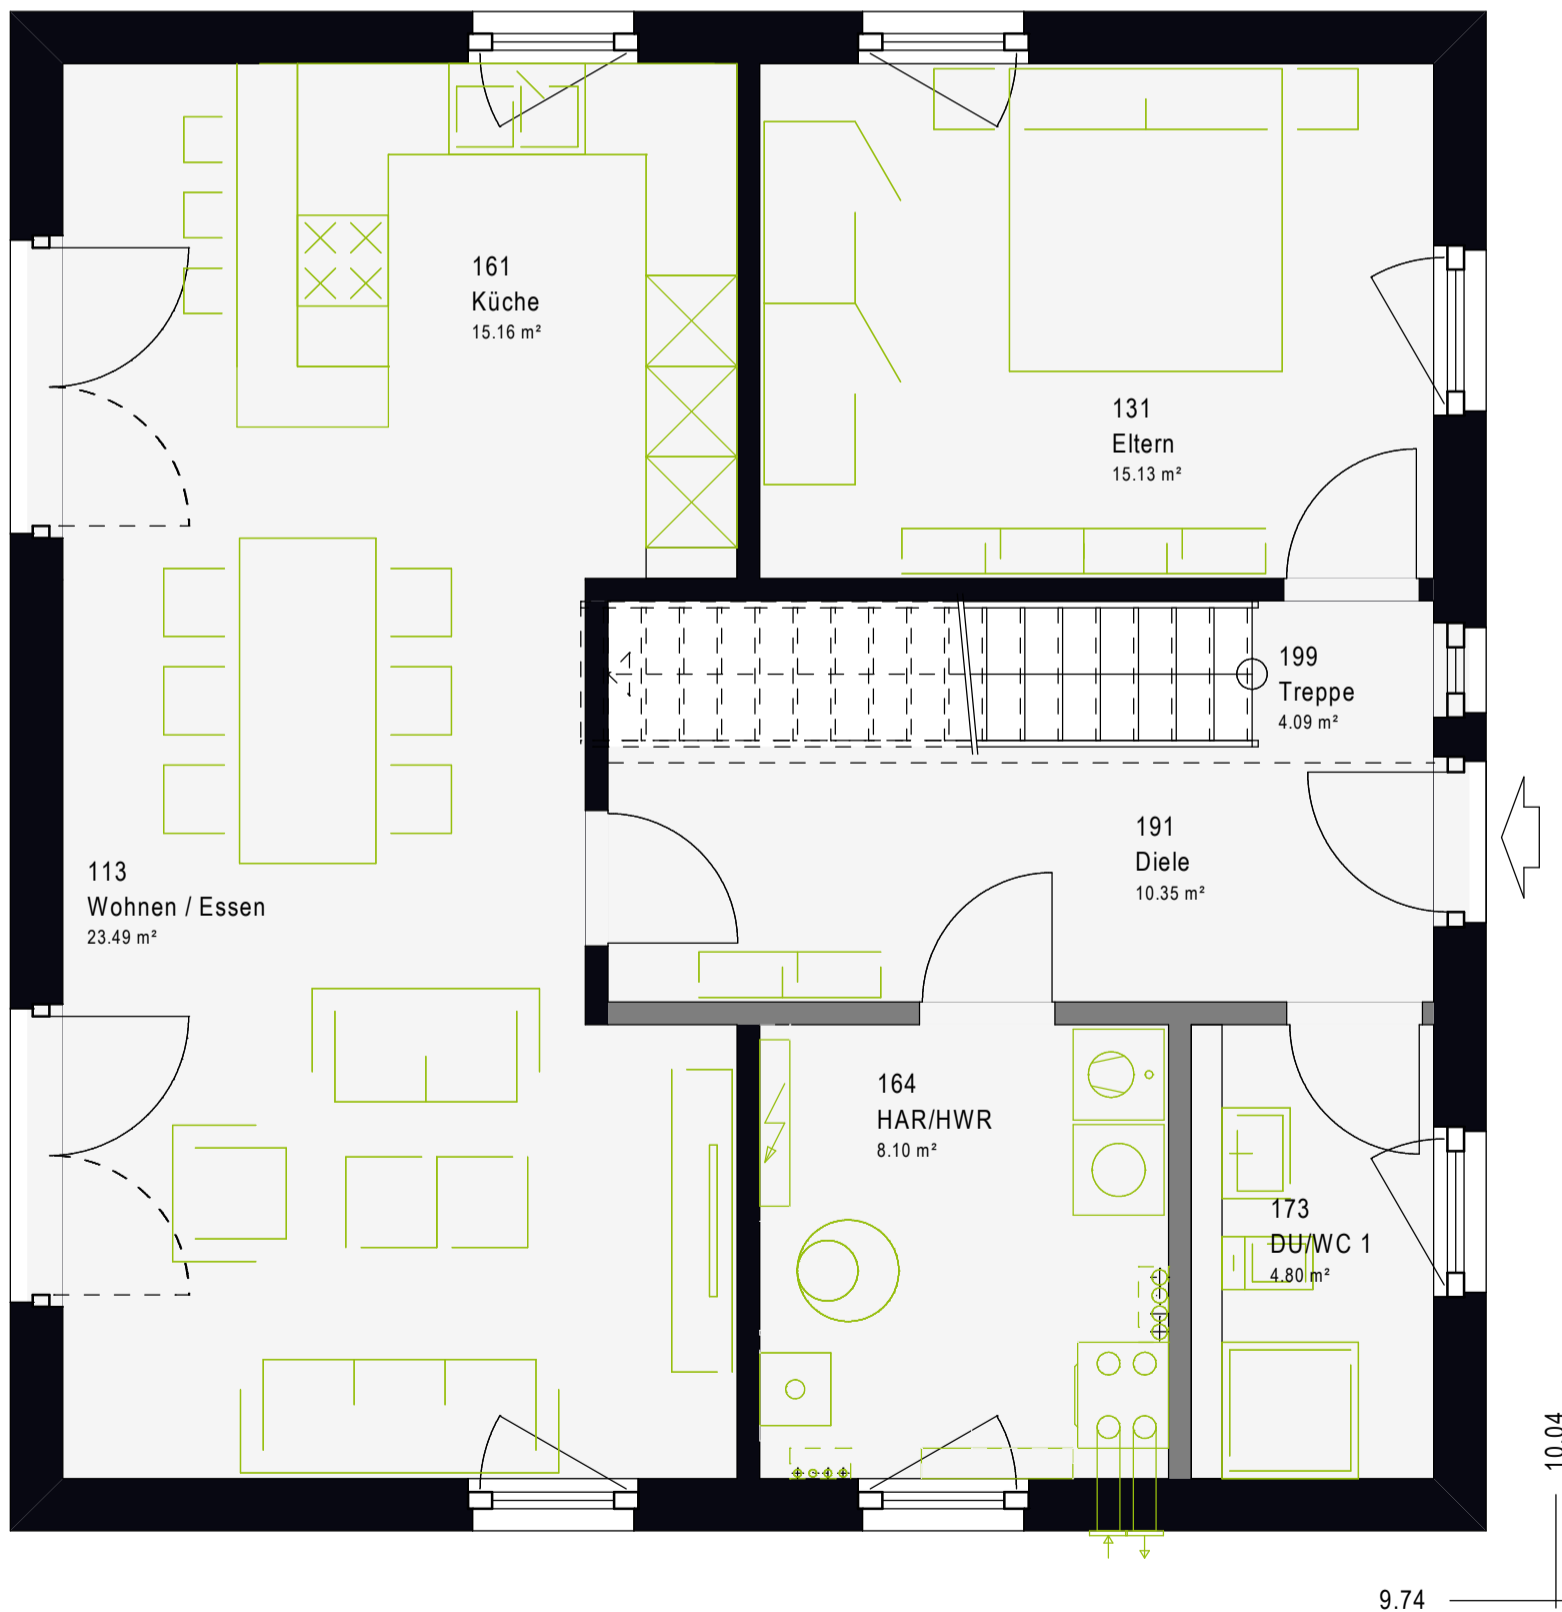 161
Küche
15.16 m²
131
Eltern
15.13 m²
199
Treppe
4.09 m²
191
Diele
10.35 m²
113
Wohnen / Essen
23.49 m²
164
HAR/HWR
8.10 m²
173
DU/WC 1
4.80 m²
10.04
9.74